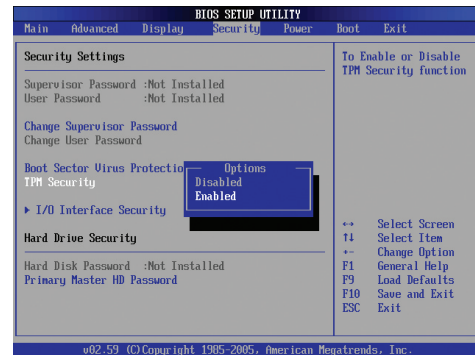 BIOS SETUP UTILITY
Main Advanced Display Security Power Boot Exit
Security Settings
Supervisor Password :Not Installed
User Password :Not Installed
Change Supervisor Password
Change User Password
Boot Sector Virus Protectio
TPM Security
▶ I/O Interface Security
Hard Drive Security
Hard Disk Password :Not Installed
Primary Master HD Password
Options
Disabled
Enabled
To Enable or Disable
TPM Security function
↔ Select Screen
↑↓ Select Item
+- Change Option
F1 General Help
F9 Load Defaults
F10 Save and Exit
ESC Exit
v02.59 (C)Copyright 1985-2005, American Megatrends, Inc.